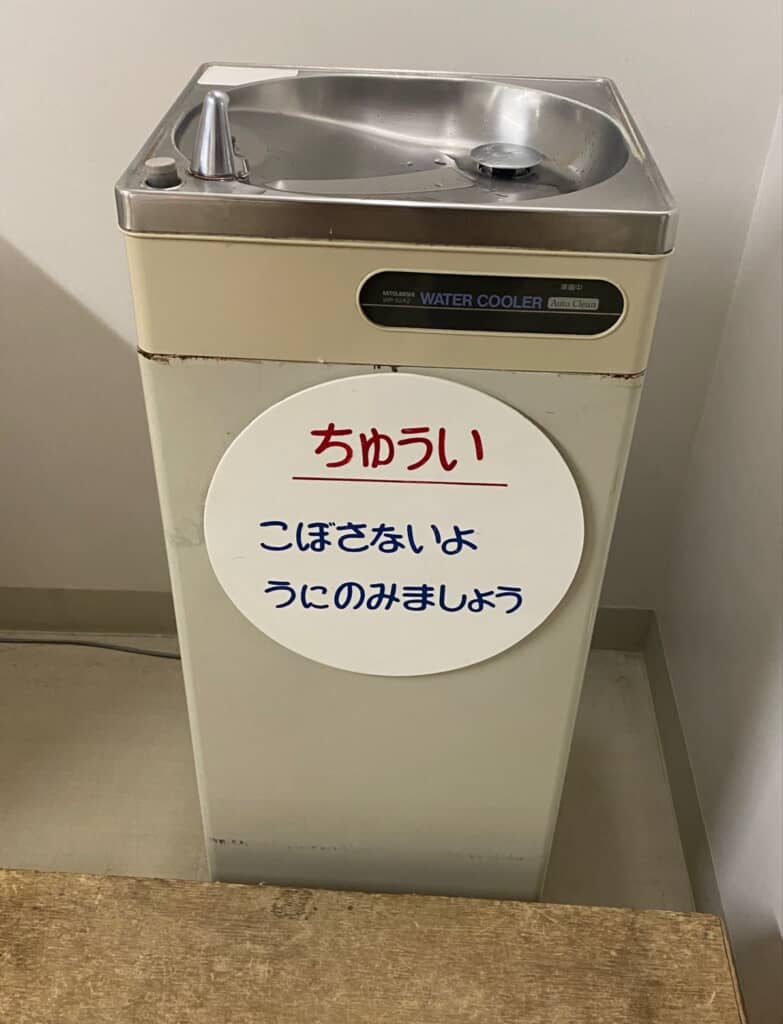 MITSUBISHI
WATER COOLER
Auto Clean
ちゅうい
こぼさないよ
うにのみましょう